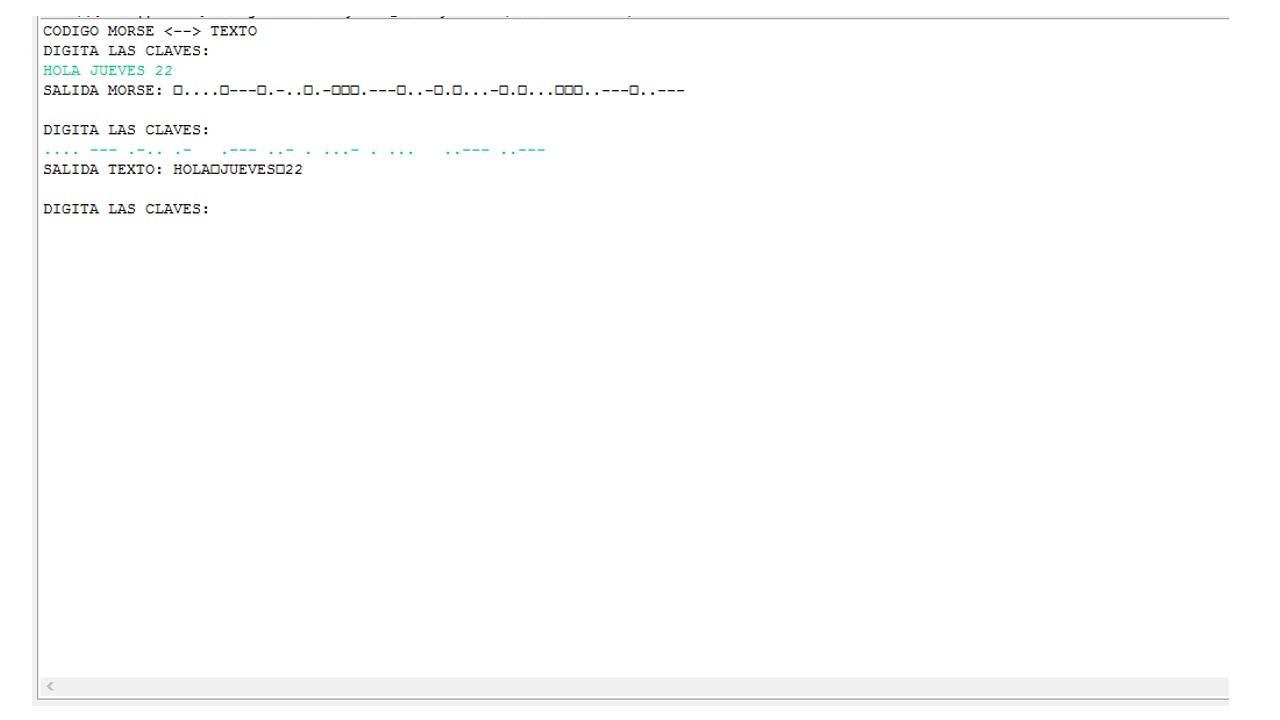 CODIGO MORSE <--> TEXTO
DIGITA LAS CLAVES:
HOLA JUEVES 22
SALIDA MORSE: □....□---□.-..□.-□□□.---□..-□.□...-□.□...□□□..---□..---
DIGITA LAS CLAVES:
.... --- .-.. .-   .--- ..- . ...- . ...   ..--- ..---
SALIDA TEXTO: HOLA□JUEVES□22
DIGITA LAS CLAVES: